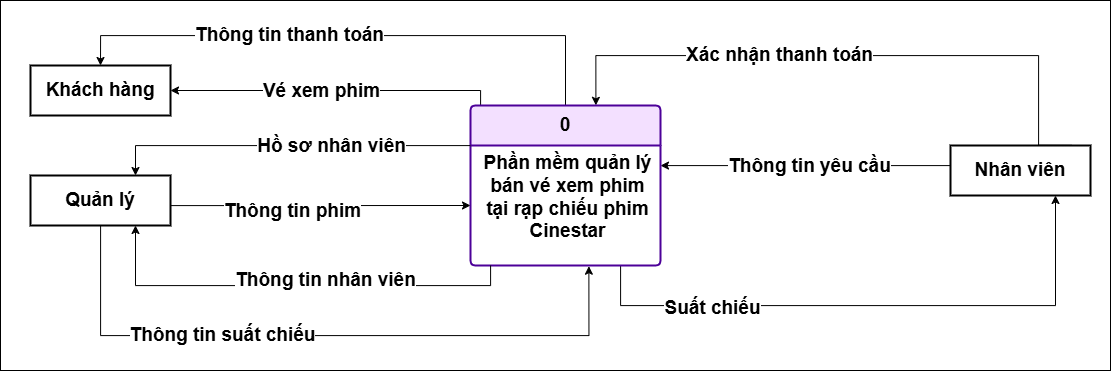 Thông tin thanh toán
Xác nhận thanh toán
Khách hàng
Vé xem phim
0
Hồ sơ nhân viên
Phần mềm quản lý
bán vé xem phim
tại rạp chiếu phim
Cinestar
Thông tin yêu cầu
Nhân viên
Quản lý
Thông tin phim
Thông tin nhân viên
Suất chiếu
Thông tin suất chiếu